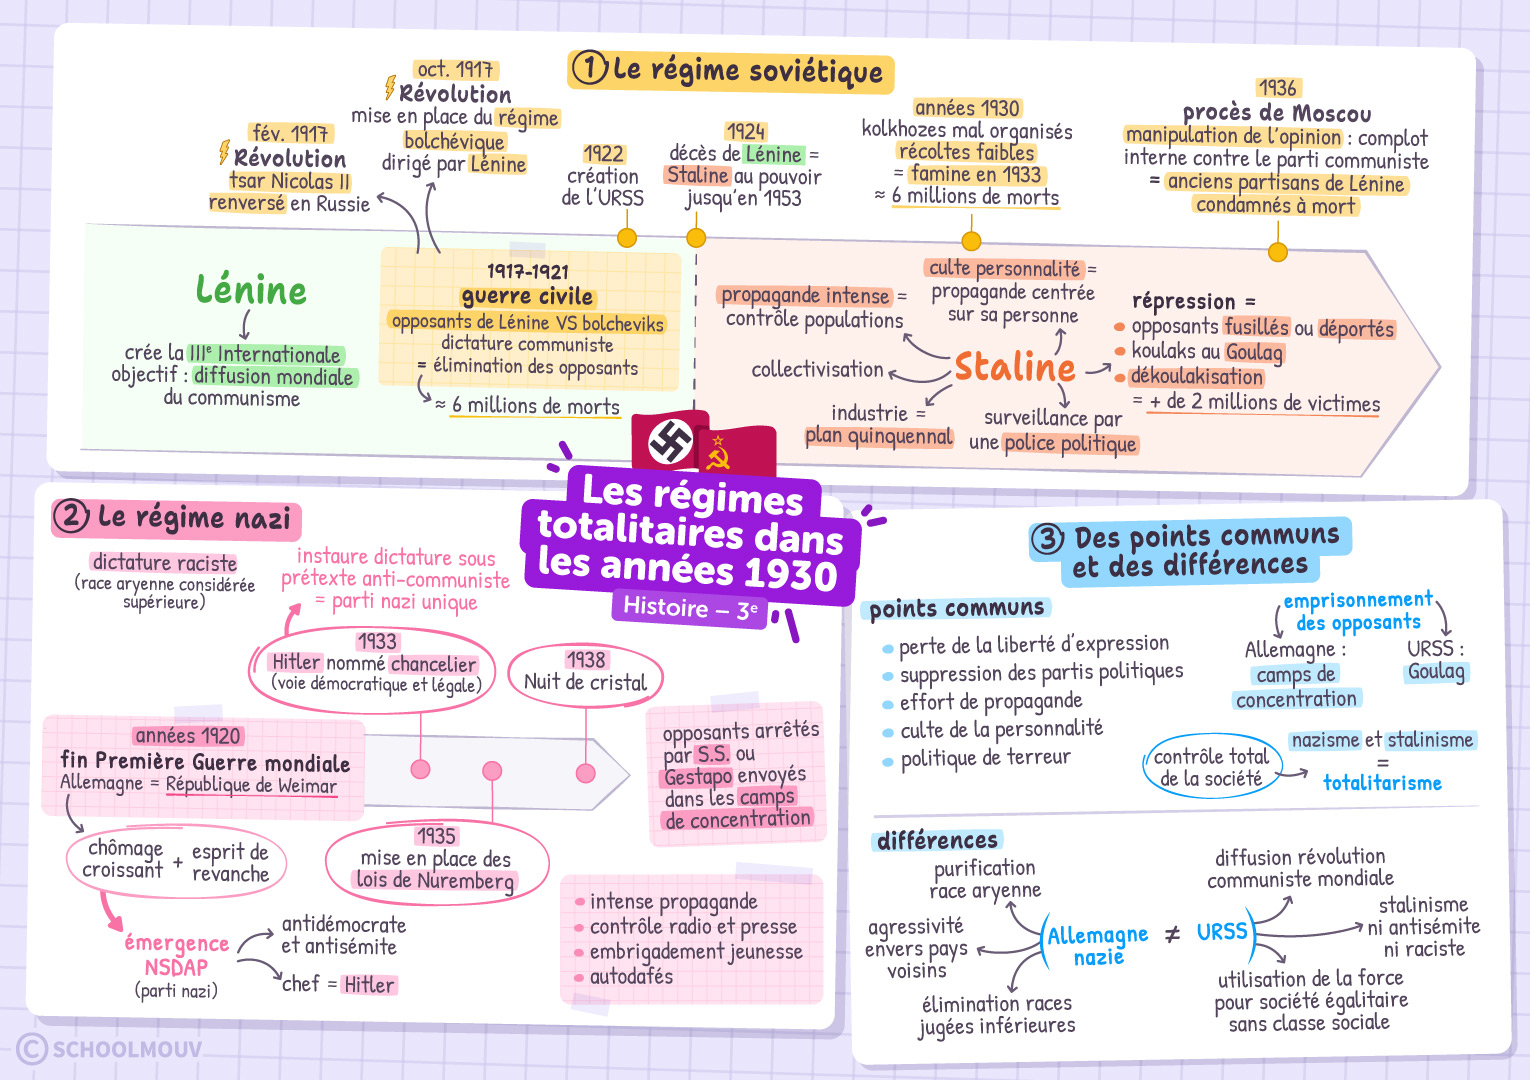 1 Le régime soviétique
fév. 1917
Révolution
tsar Nicolas II
renversé en Russie
oct. 1917
Révolution
mise en place du régime
bolchévique
dirigé par Lénine
1922
création
de l'URSS
1924
décès de Lénine =
Staline au pouvoir
jusqu'en 1953
années 1930
kolkhozes mal organisés
récoltes faibles
= famine en 1933
≈ 6 millions de morts
1936
procès de Moscou
manipulation de l'opinion : complot
interne contre le parti communiste
= anciens partisans de Lénine
condamnés à mort
Lénine
crée la IIIe Internationale
objectif : diffusion mondiale
du communisme
1917-1921
guerre civile
opposants de Lénine VS bolcheviks
dictature communiste
= élimination des opposants
≈ 6 millions de morts
propagande intense =
contrôle populations
culte personnalité =
propagande centrée
sur sa personne
collectivisation
Staline
industrie =
plan quinquennal
surveillance par
une police politique
répression =
opposants fusillés ou déportés
koulaks au Goulag
dékoulakisation
= + de 2 millions de victimes
Les régimes
totalitaires dans
les années 1930
Histoire – 3e
2 Le régime nazi
dictature raciste
(race aryenne considérée
supérieure)
instaure dictature sous
prétexte anti-communiste
= parti nazi unique
1933
Hitler nommé chancelier
(voie démocratique et légale)
1938
Nuit de cristal
années 1920
fin Première Guerre mondiale
Allemagne = République de Weimar
opposants arrêtés
par S.S. ou
Gestapo envoyés
dans les camps
de concentration
chômage
croissant
+
esprit de
revanche
1935
mise en place des
lois de Nuremberg
émergence
NSDAP
(parti nazi)
antidémocrate
et antisémite
chef = Hitler
intense propagande
contrôle radio et presse
embrigadement jeunesse
autodafés
3 Des points communs
et des différences
points communs
perte de la liberté d'expression
suppression des partis politiques
effort de propagande
culte de la personnalité
politique de terreur
emprisonnement
des opposants
Allemagne :
camps de
concentration
URSS :
Goulag
contrôle total
de la société
nazisme et stalinisme
=
totalitarisme
différences
purification
race aryenne
agressivité
envers pays
voisins
élimination races
jugées inférieures
Allemagne
nazie
≠
URSS
diffusion révolution
communiste mondiale
stalinisme
ni antisémite
ni raciste
utilisation de la force
pour société égalitaire
sans classe sociale
© SCHOOLMOUV